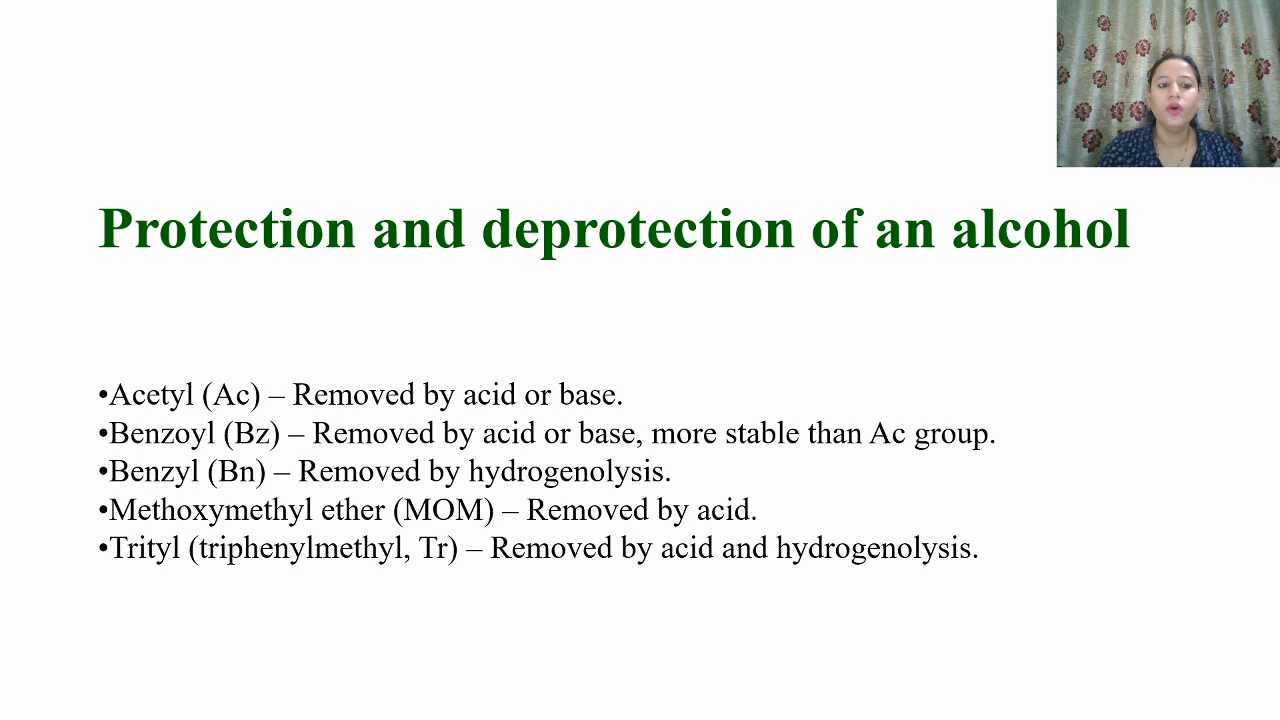 Protection and deprotection of an alcohol
•Acetyl (Ac) – Removed by acid or base.
•Benzoyl (Bz) – Removed by acid or base, more stable than Ac group.
•Benzyl (Bn) – Removed by hydrogenolysis.
•Methoxymethyl ether (MOM) – Removed by acid.
•Trityl (triphenylmethyl, Tr) – Removed by acid and hydrogenolysis.